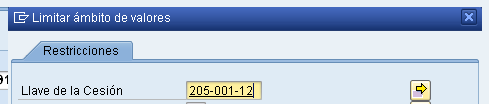 Limitar ámbito de valores
Restricciones
Llave de la Cesión 205-001-12